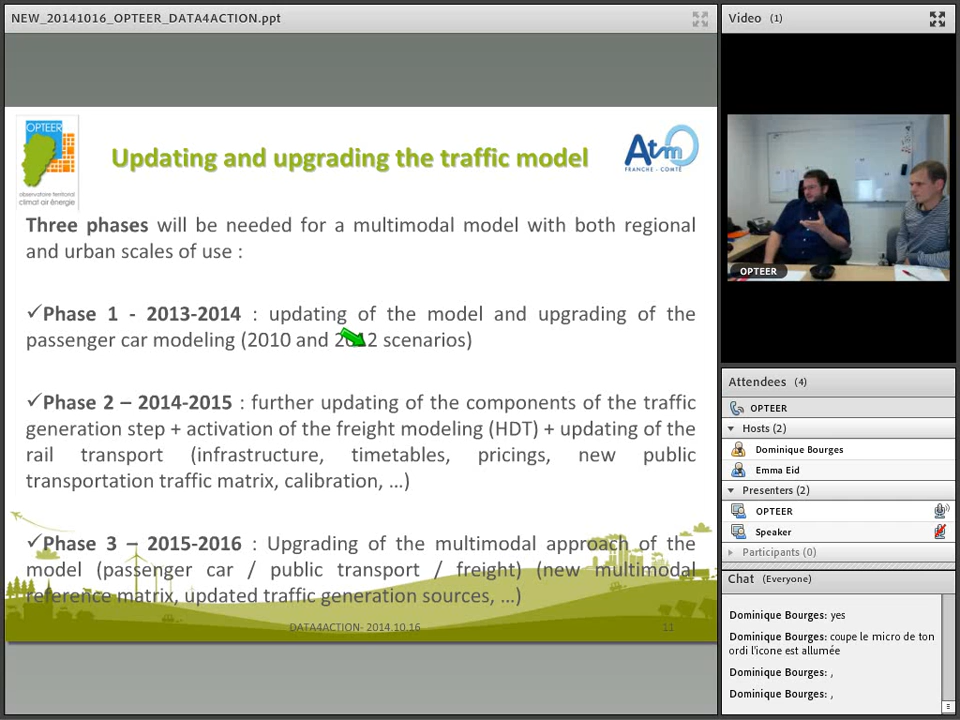 NEW_20141016_OPTEER_DATA4ACTION.ppt
OPTEER
observatoire territorial
climat air énergie
Updating and upgrading the traffic model
Atmo
FRANCHE - COMTÉ
Three phases will be needed for a multimodal model with both regional
and urban scales of use :
✓Phase 1 - 2013-2014 : updating of the model and upgrading of the
passenger car modeling (2010 and 2012 scenarios)
✓Phase 2 – 2014-2015 : further updating of the components of the traffic
generation step + activation of the freight modeling (HDT) + updating of the
rail transport (infrastructure, timetables, pricings, new public
transportation traffic matrix, calibration, …)
✓Phase 3 – 2015-2016 : Upgrading of the multimodal approach of the
model (passenger car / public transport / freight) (new multimodal
reference matrix, updated traffic generation sources, …)
DATA4ACTION- 2014.10.16
11
Video (1)
OPTEER
Attendees (4)
OPTEER
Hosts (2)
Dominique Bourges
Emma Eid
Presenters (2)
OPTEER
Speaker
Participants (0)
Chat (Everyone)
Dominique Bourges: yes
Dominique Bourges: coupe le micro de ton
ordi l'icone est allumée
Dominique Bourges: ,
Dominique Bourges: ,